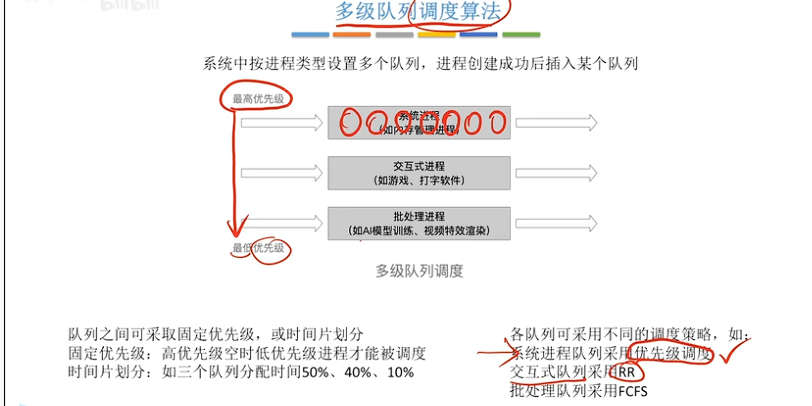 bilibili
多级队列调度算法
系统中按进程类型设置多个队列，进程创建成功后插入某个队列
最高优先级
系统进程
（如内存管理进程）
交互式进程
（如游戏、打字软件）
批处理进程
（如AI模型训练、视频特效渲染）
最低优先级
多级队列调度
队列之间可采取固定优先级，或时间片划分
固定优先级：高优先级空时低优先级进程才能被调度
时间片划分：如三个队列分配时间50%、40%、10%
各队列可采用不同的调度策略，如：
系统进程队列采用优先级调度
交互式队列采用RR
批处理队列采用FCFS